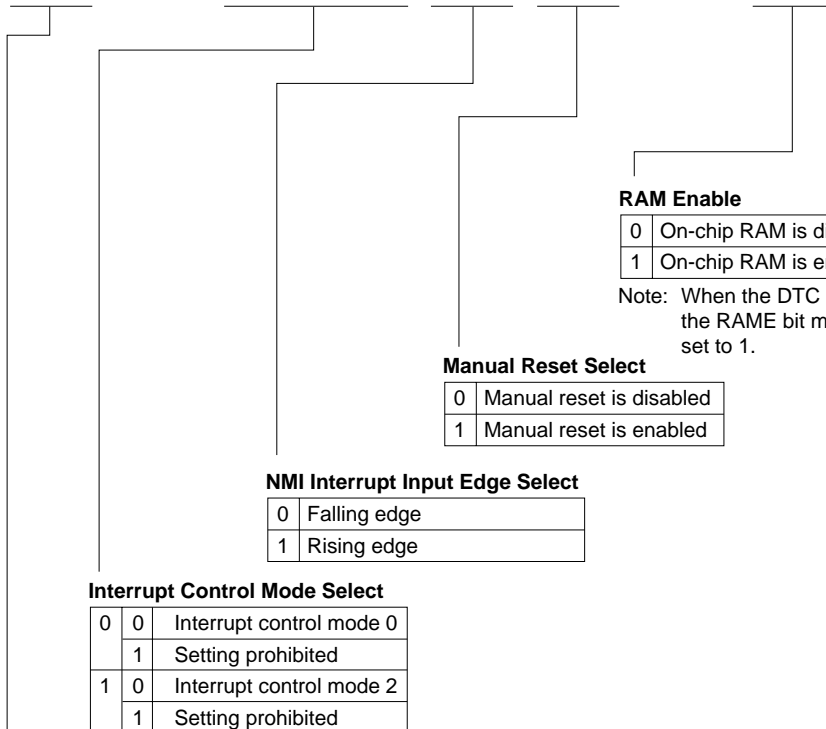 RAM Enable
0 On-chip RAM is
1 On-chip RAM is
Note: When the DTC
the RAME bit
set to 1.
Manual Reset Select
0 Manual reset is disabled
1 Manual reset is enabled
NMI Interrupt Input Edge Select
0 Falling edge
1 Rising edge
Interrupt Control Mode Select
0 0 Interrupt control mode 0
1 Setting prohibited
1 0 Interrupt control mode 2
1 Setting prohibited